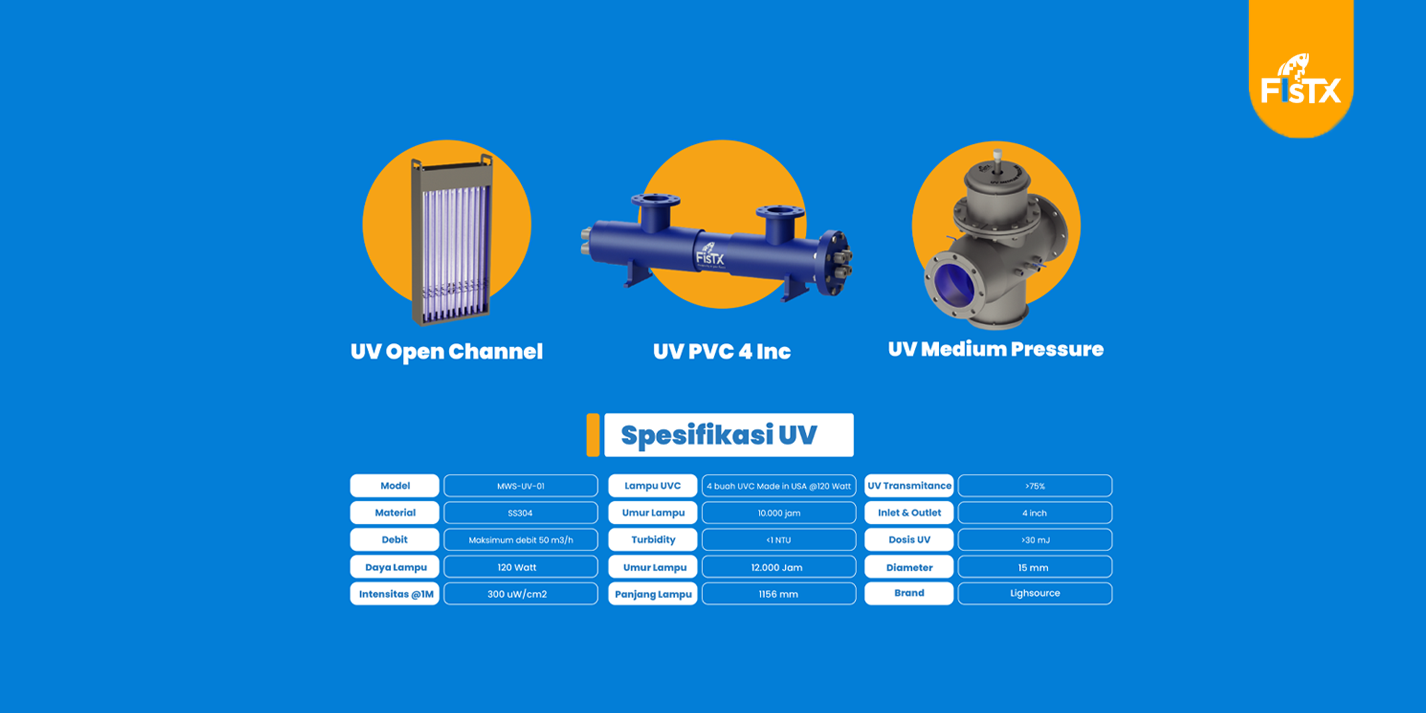 FisTX
FisTX
UV Open Channel
UV PVC 4 Inc
UV Medium Pressure
Spesifikasi UV
Model MWS-UV-01 Lampu UVC 4 buah UVC Made in USA @120 Watt UV Transmitance >75%
Material SS304 Umur Lampu 10.000 jam Inlet & Outlet 4 inch
Debit Maksimum debit 50 m3/h Turbidity <1 NTU Dosis UV >30 mJ
Daya Lampu 120 Watt Umur Lampu 12.000 Jam Diameter 15 mm
Intensitas @1M 300 uW/cm2 Panjang Lampu 1156 mm Brand Lighsource